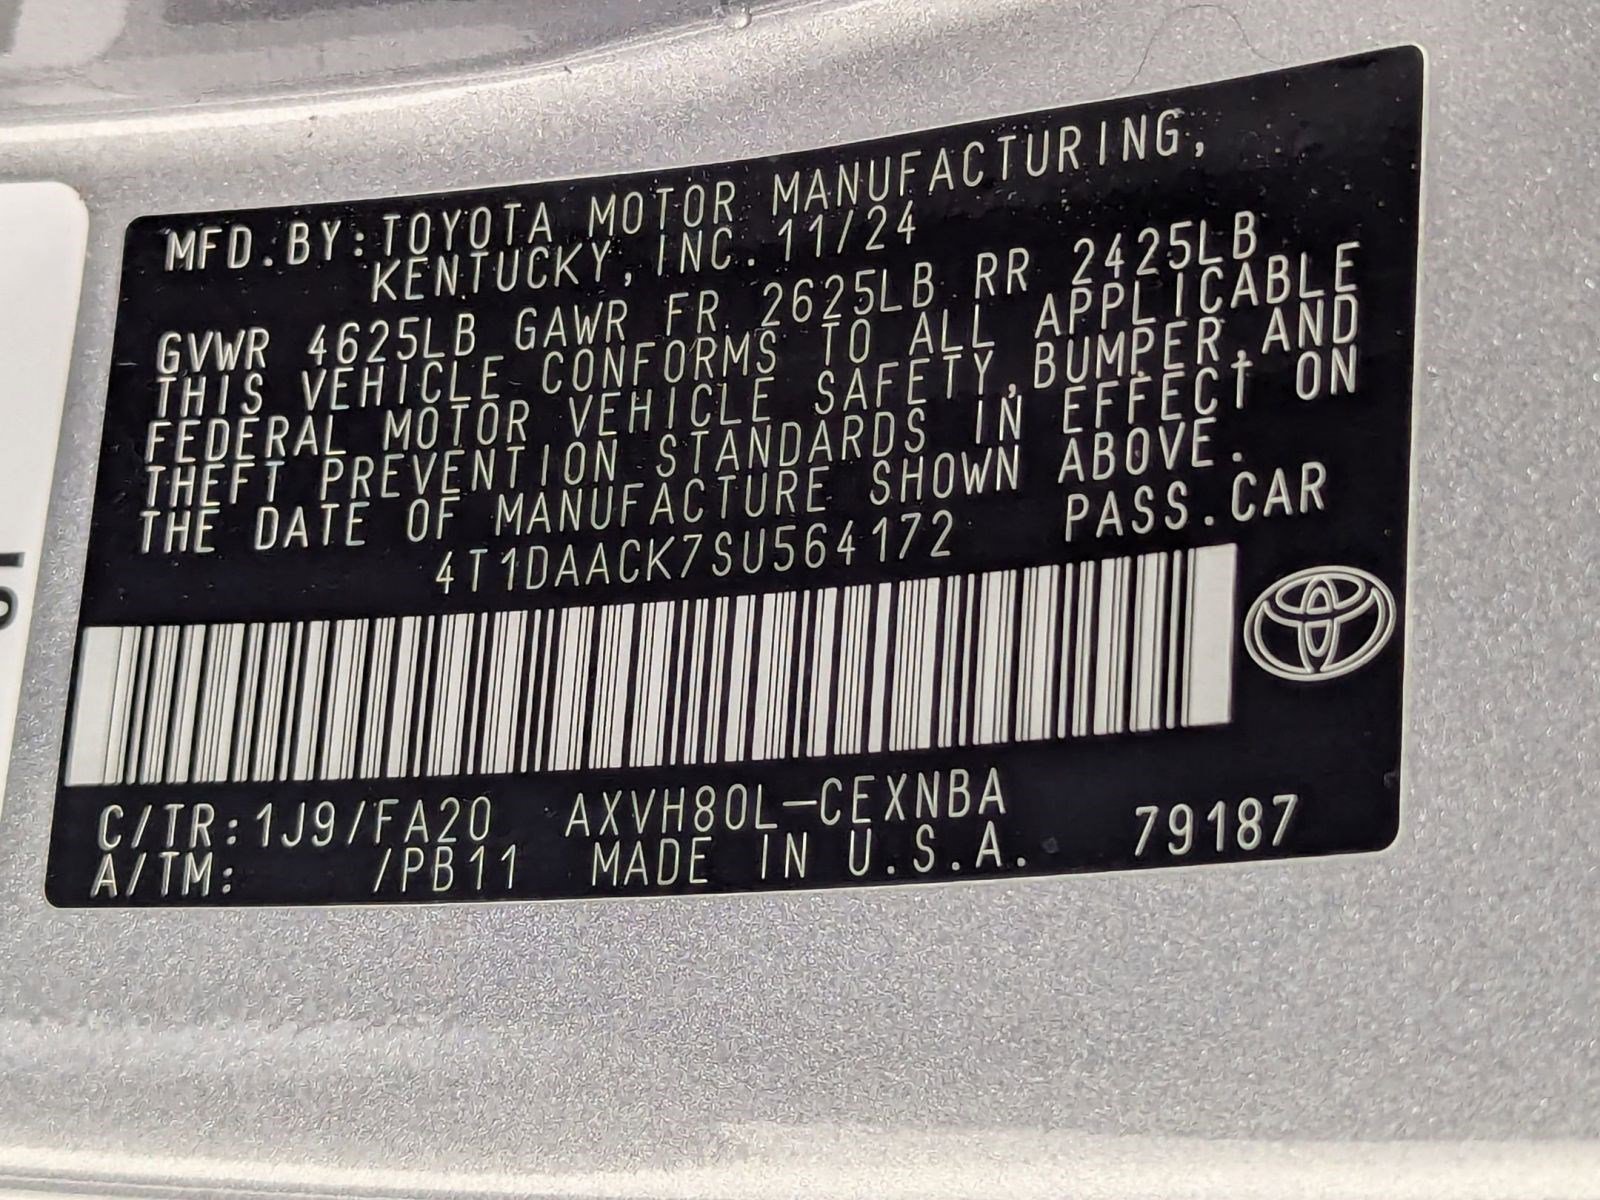 MFD.BY:TOYOTA MOTOR MANUFACTURING,
KENTUCKY, INC. 11/24
GVWR 4625LB GAWR FR 2625LB RR 2425LB
THIS VEHICLE CONFORMS TO ALL APPLICABLE
FEDERAL MOTOR VEHICLE SAFETY,BUMPER,AND
THEFT PREVENTION STANDARDS IN EFFECT ON
THE DATE OF MANUFACTURE SHOWN ABOVE.
4T1DAACK7SU564172 PASS.CAR
C/TR:1J9/FA20 AXVH80L-CEXNBA
A/TM: /PB11 MADE IN U.S.A. 79187